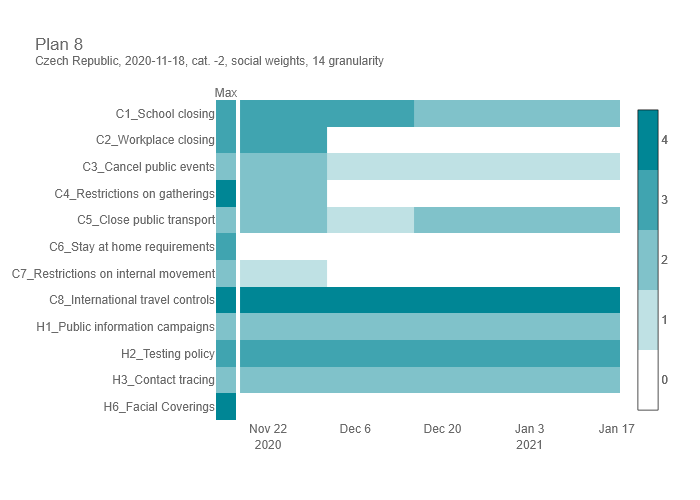 Plan 8
Czech Republic, 2020-11-18, cat. -2, social weights, 14 granularity
Max
C1_School closing
C2_Workplace closing
C3_Cancel public events
C4_Restrictions on gatherings
C5_Close public transport
C6_Stay at home requirements
C7_Restrictions on internal movement
C8_International travel controls
H1_Public information campaigns
H2_Testing policy
H3_Contact tracing
H6_Facial Coverings
Nov 22 Dec 6 Dec 20 Jan 3 Jan 17
2020 2021
4
3
2
1
0